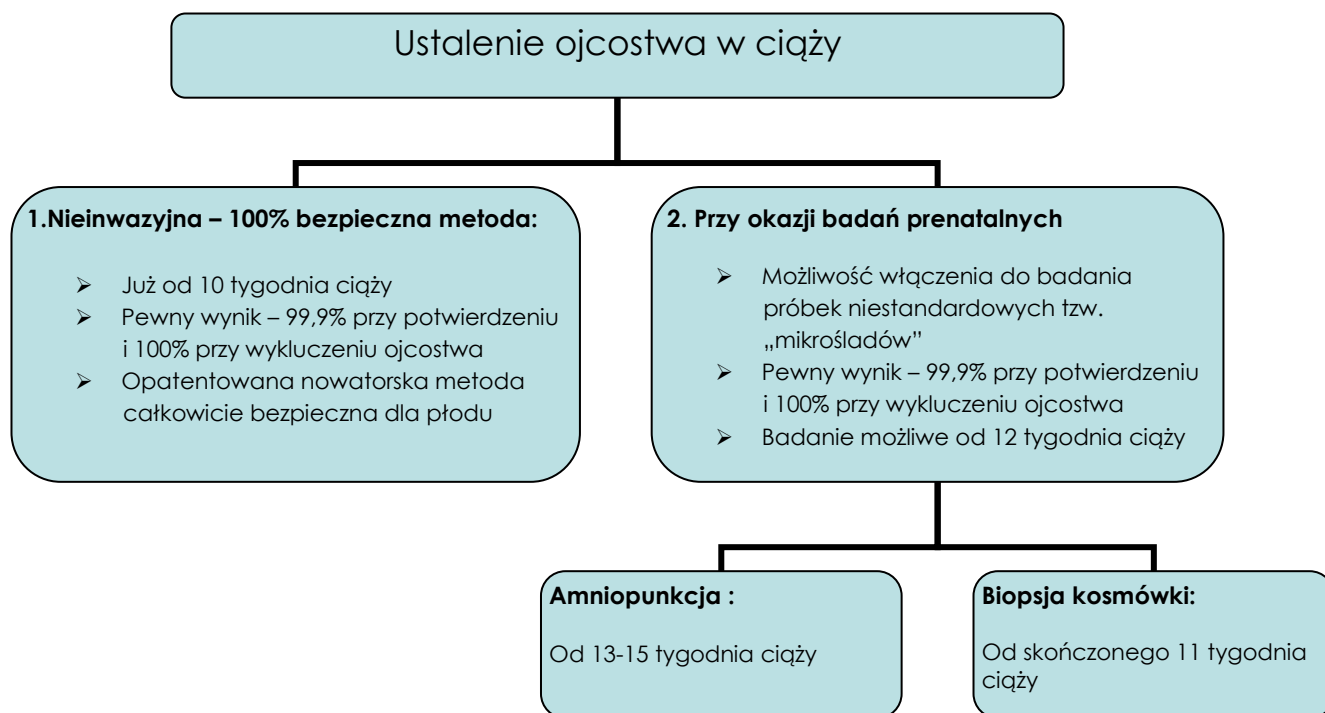 Ustalenie ojcostwa w ciąży
1.Nieinwazyjna – 100% bezpieczna metoda:
➢ Już od 10 tygodnia ciąży
➢ Pewny wynik – 99,9% przy potwierdzeniu
i 100% przy wykluczeniu ojcostwa
➢ Opatentowana nowatorska metoda
całkowicie bezpieczna dla płodu
2. Przy okazji badań prenatalnych
➢ Możliwość włączenia do badania
próbek niestandardowych tzw.
„mikrośladów”
➢ Pewny wynik – 99,9% przy potwierdzeniu
i 100% przy wykluczeniu ojcostwa
➢ Badanie możliwe od 12 tygodnia ciąży
Amniopunkcja :
Od 13-15 tygodnia ciąży
Biopsja kosmówki:
Od skończonego 11 tygodnia
ciąży